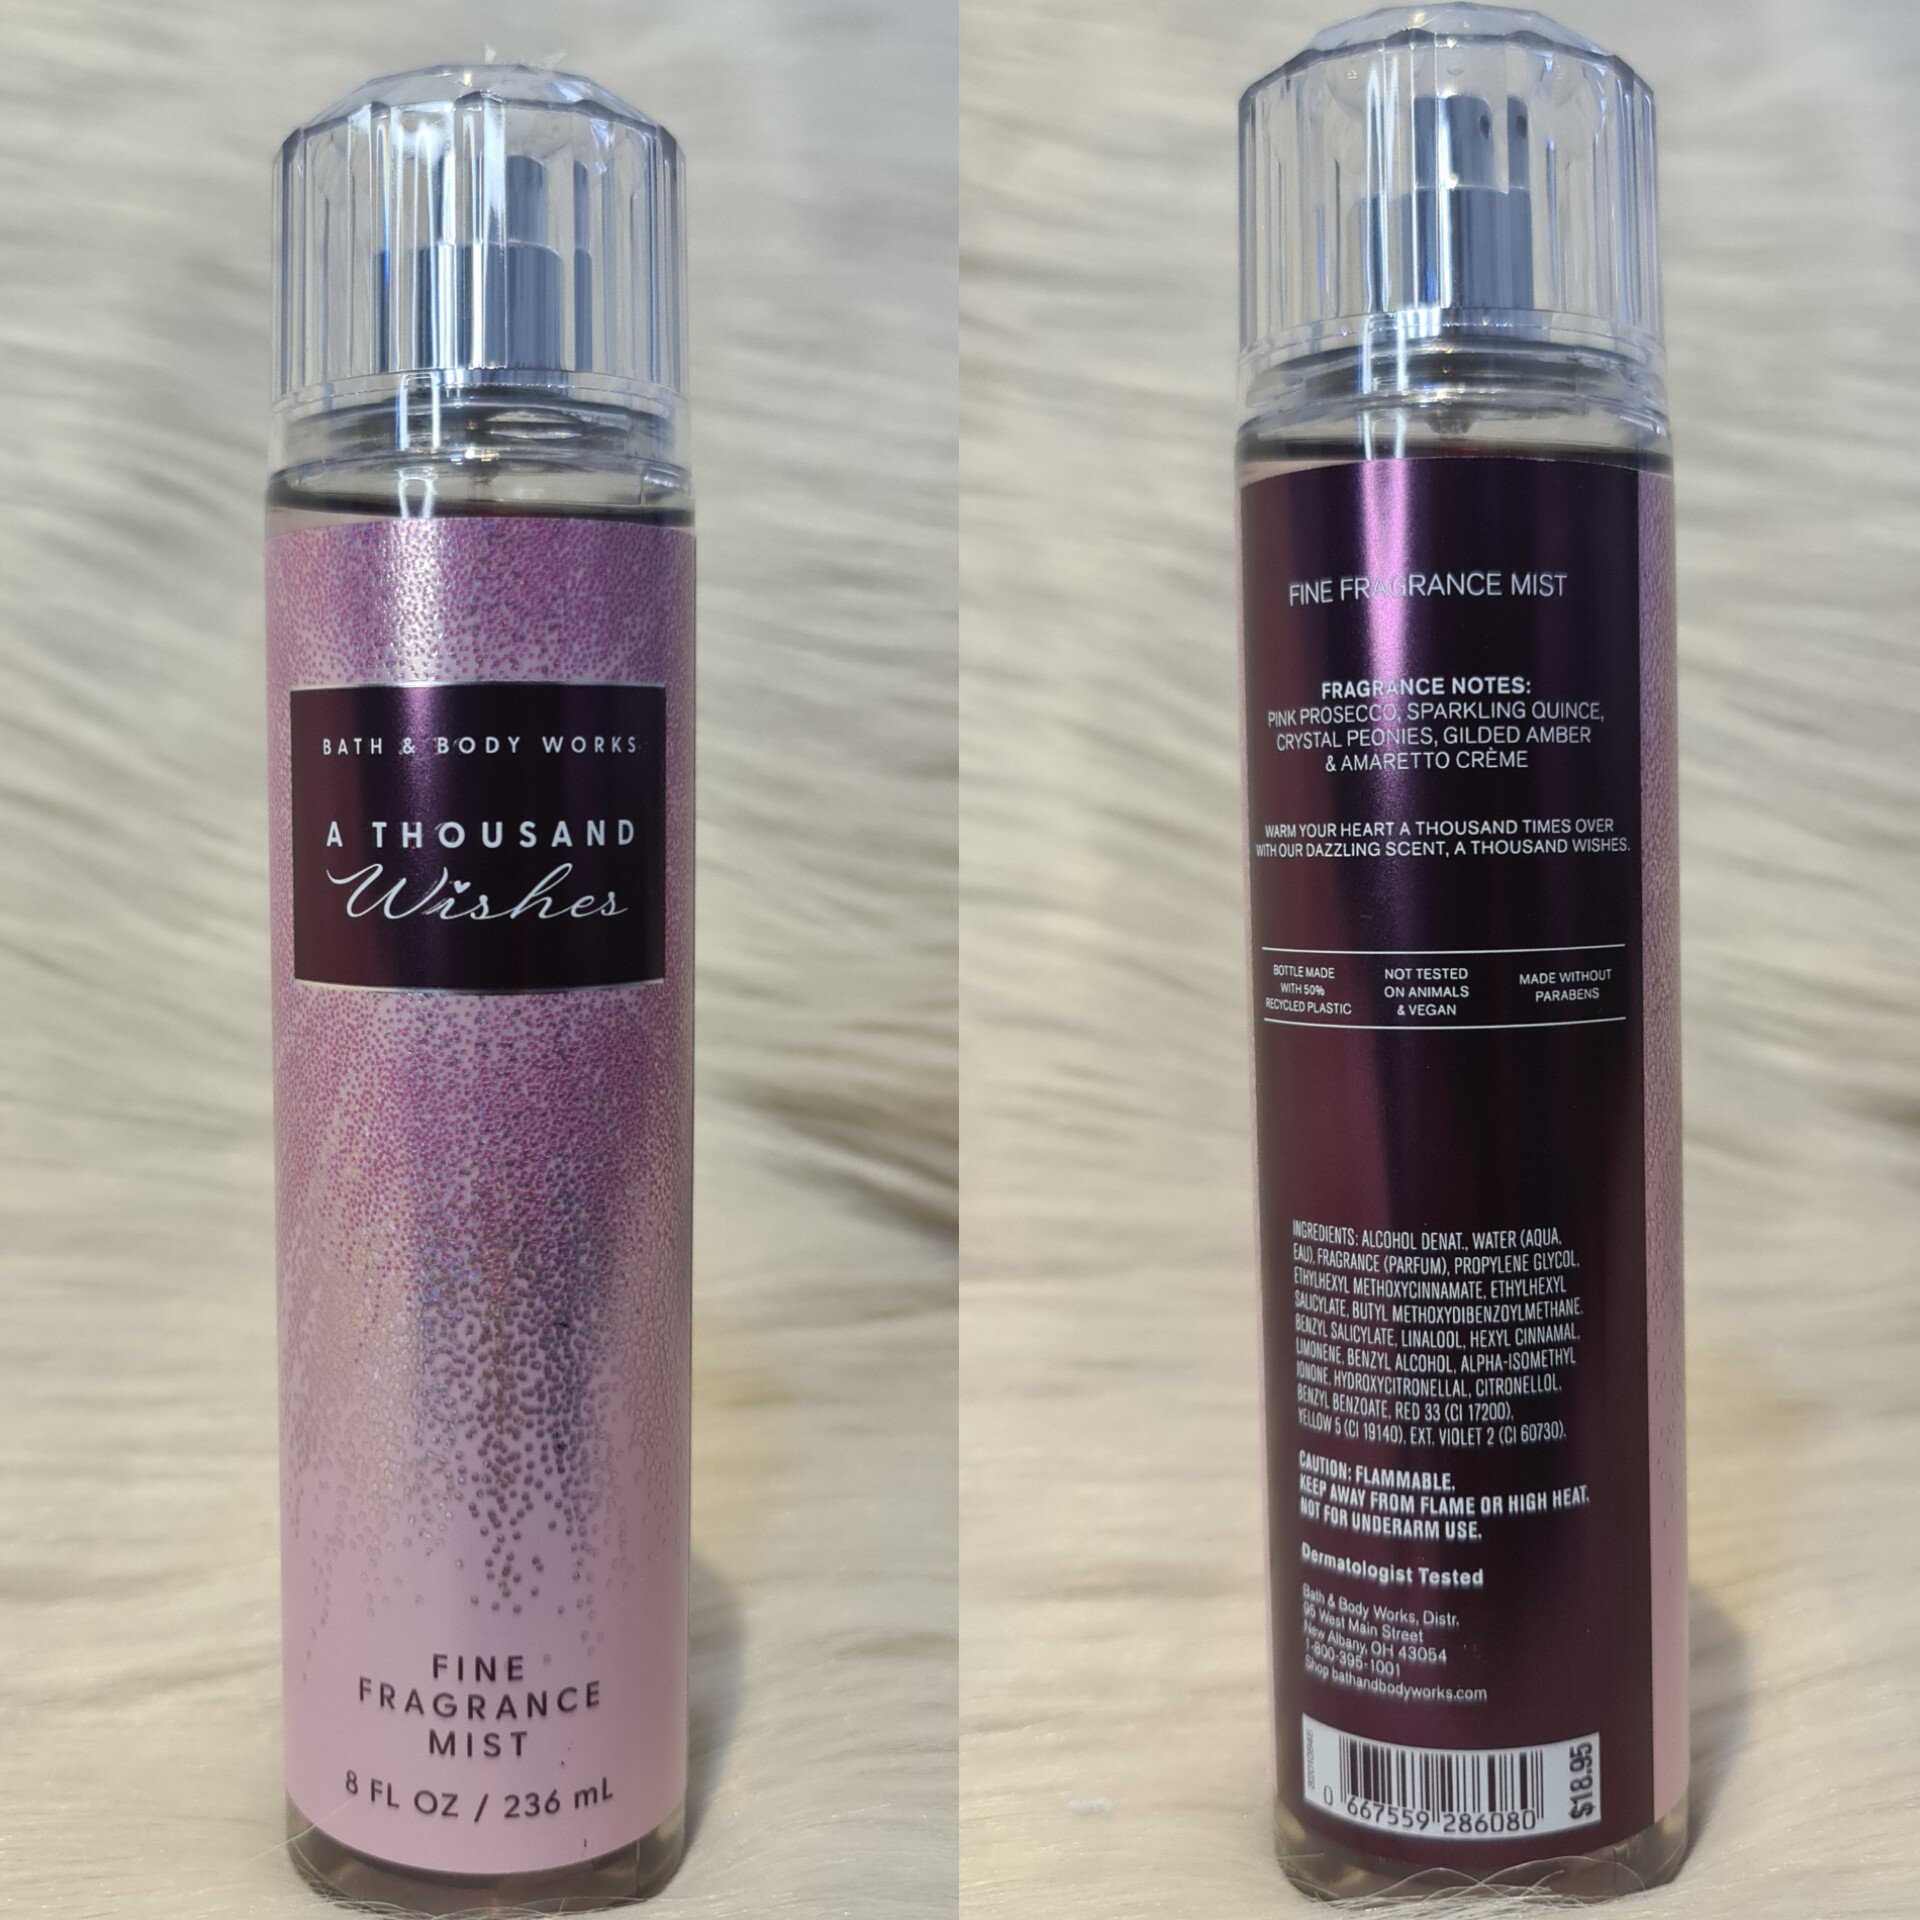 BATH & BODY WORKS
A THOUSAND
Wishes
FINE
FRAGRANCE
MIST
8 FL OZ / 236 mL
FINE FRAGRANCE MIST
FRAGRANCE NOTES:
PINK PROSECCO, SPARKLING QUINCE,
CRYSTAL PEONIES, GILDED AMBER
& AMARETTO CRÈME
WARM YOUR HEART A THOUSAND TIMES OVER
WITH OUR DAZZLING SCENT, A THOUSAND WISHES.
BOTTLE MADE
WITH 50%
RECYCLED PLASTIC
NOT TESTED
ON ANIMALS
& VEGAN
MADE WITHOUT
PARABENS
INGREDIENTS: ALCOHOL DENAT., WATER (AQUA,
EAU), FRAGRANCE (PARFUM), PROPYLENE GLYCOL,
ETHYLHEXYL METHOXYCINNAMATE, ETHYLHEXYL
SALICYLATE, BUTYL METHOXYDIBENZOYLMETHANE,
BENZYL SALICYLATE, LINALOOL, HEXYL CINNAMAL,
LIMONENE, BENZYL ALCOHOL, ALPHA-ISOMETHYL
IONONE, HYDROXYCITRONELLAL, CITRONELLOL,
BENZYL BENZOATE, RED 33 (CI 17200),
YELLOW 5 (CI 19140), EXT. VIOLET 2 (CI 60730).
CAUTION: FLAMMABLE.
KEEP AWAY FROM FLAME OR HIGH HEAT.
NOT FOR UNDERARM USE.
Dermatologist Tested
Bath & Body Works, Distr.
95 West Main Street
New Albany, OH 43054
1-800-395-1001
Shop bathandbodyworks.com
0 667559 286080
$18.95